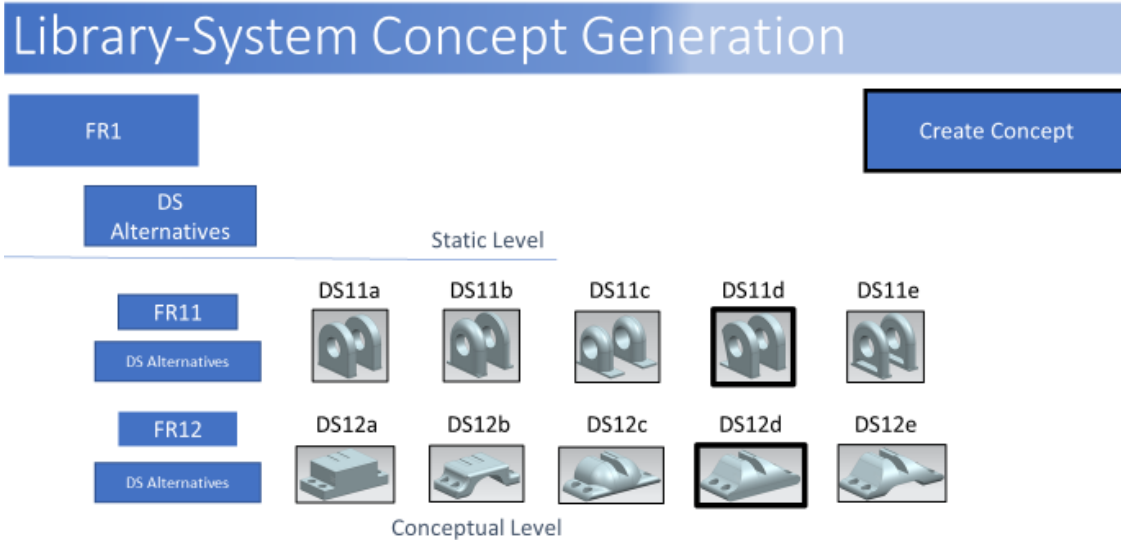 Library-System Concept Generation
FR1
Create Concept
DS
Alternatives
Static Level
DS11a DS11b DS11c DS11d DS11e
FR11
DS Alternatives
DS12a DS12b DS12c DS12d DS12e
FR12
DS Alternatives
Conceptual Level